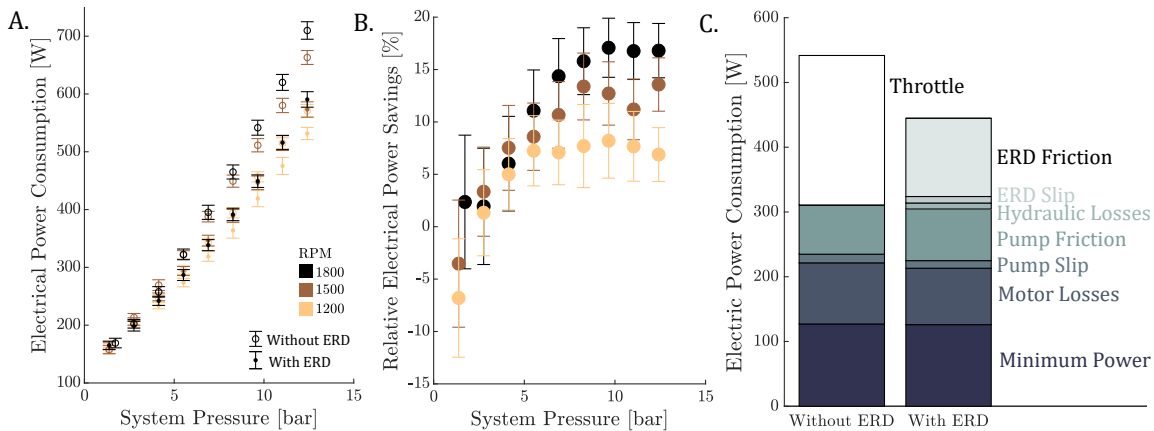 A.
Electrical Power Consumption [W]
700
600
500
400
300
200
100
0
5
10
15
System Pressure [bar]
RPM
1800
1500
1200
Without ERD
With ERD
B.
Relative Electrical Power Savings [%]
20
15
10
5
0
-5
-10
-15
0
5
10
15
System Pressure [bar]
C.
Electric Power Consumption [W]
600
500
400
300
200
100
0
Without ERD
With ERD
Throttle
ERD Friction
ERD Slip
Hydraulic Losses
Pump Friction
Pump Slip
Motor Losses
Minimum Power